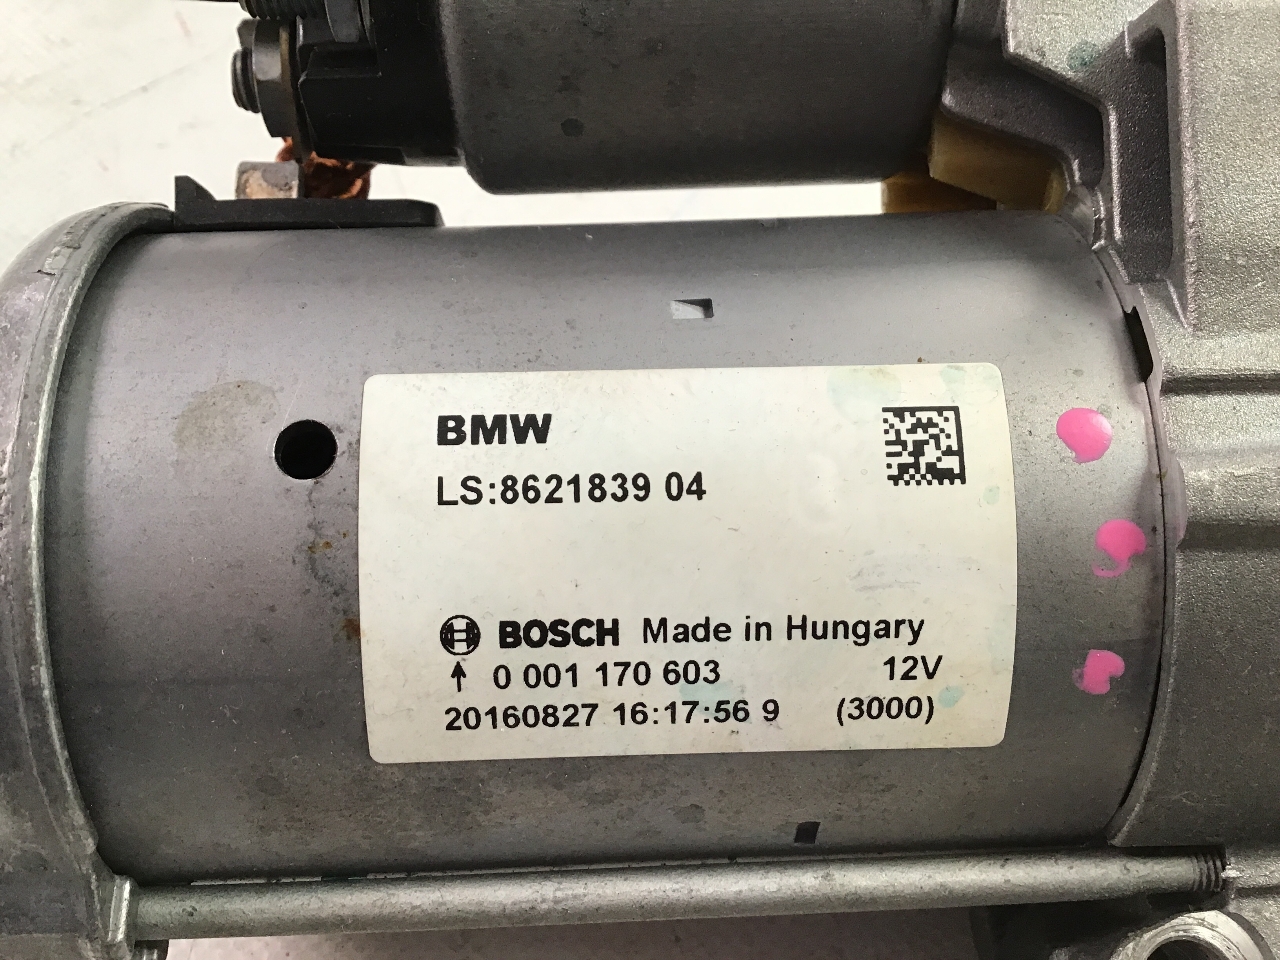 BMW
LS:8621839 04
BOSCH Made in Hungary
↑ 0 001 170 603 12V
20160827 16:17:56 9 (3000)